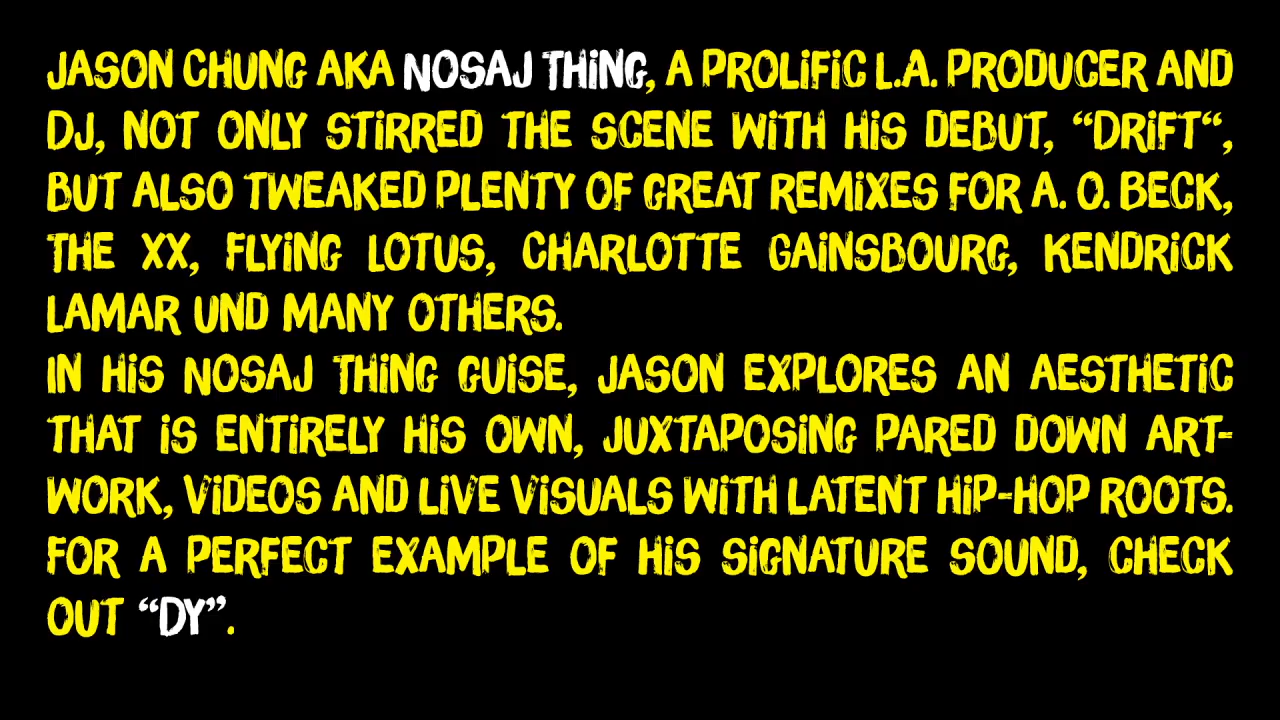 JASON CHUNG AKA NOSAJ THiNG, A PROLiFiC L.A. PRODUCER AND
DJ, NOT ONLY STiRRED THE SCENE WiTH HiS DEBUT, “DRiFT“,
BUT ALSO TWEAKED PLENTY OF GREAT REMiXES FOR A. O. BECK,
THE XX, FLYiNG LOTUS, CHARLOTTE GAiNSBOURG, KENDRiCK
LAMAR UND MANY OTHERS.
IN HiS NOSAJ THiNG GUiSE, JASON EXPLORES AN AESTHETiC
THAT iS ENTiRELY HiS OWN, JUXTAPOSiNG PARED DOWN ART-
WORK, ViDEOS AND LiVE ViSUALS WiTH LATENT HiP-HOP ROOTS.
FOR A PERFECT EXAMPLE OF HiS SiGNATURE SOUND, CHECK
OUT “DY”.